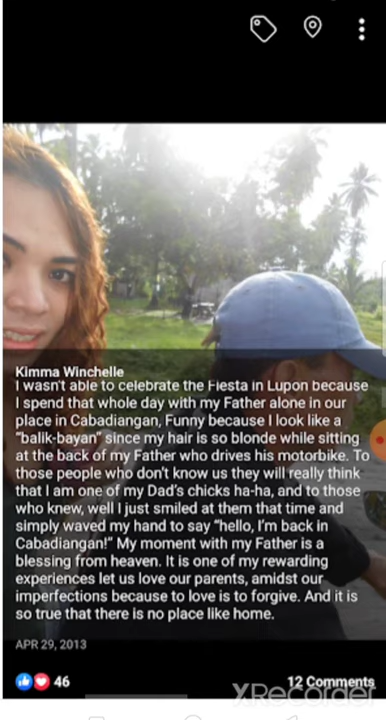 Kimma Winchelle
I wasn't able to celebrate the Fiesta in Lupon because
I spend that whole day with my Father alone in our
place in Cabadiangan, Funny because I look like a
"balik-bayan" since my hair is so blonde while sitting
at the back of my Father who drives his motorbike. To
those people who don't know us they will really think
that I am one of my Dad's chicks ha-ha, and to those
who knew, well I just smiled at them that time and
simply waved my hand to say "hello, I'm back in
Cabadiangan!" My moment with my Father is a
blessing from heaven. It is one of my rewarding
experiences let us love our parents, amidst our
imperfections because to love is to forgive. And it is
so true that there is no place like home.
APR 29, 2013
46
12 Comments
XRecorder